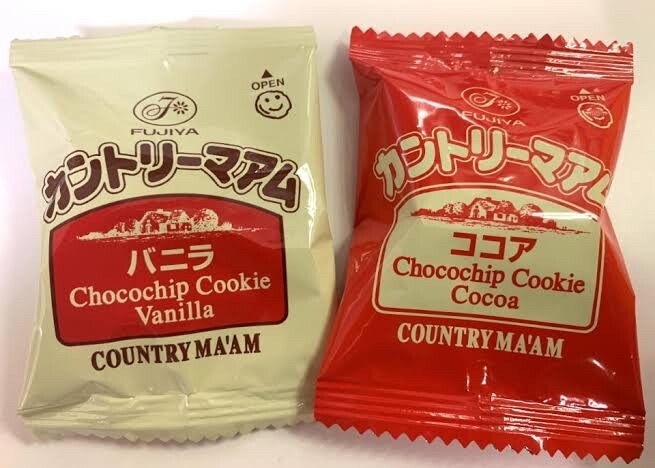 OPEN
FUJIYA
カントリーマアム
バニラ
Chocochip Cookie
Vanilla
COUNTRY MA'AM
OPEN
FUJIYA
カントリーマアム
ココア
Chocochip Cookie
Cocoa
COUNTRY MA'AM